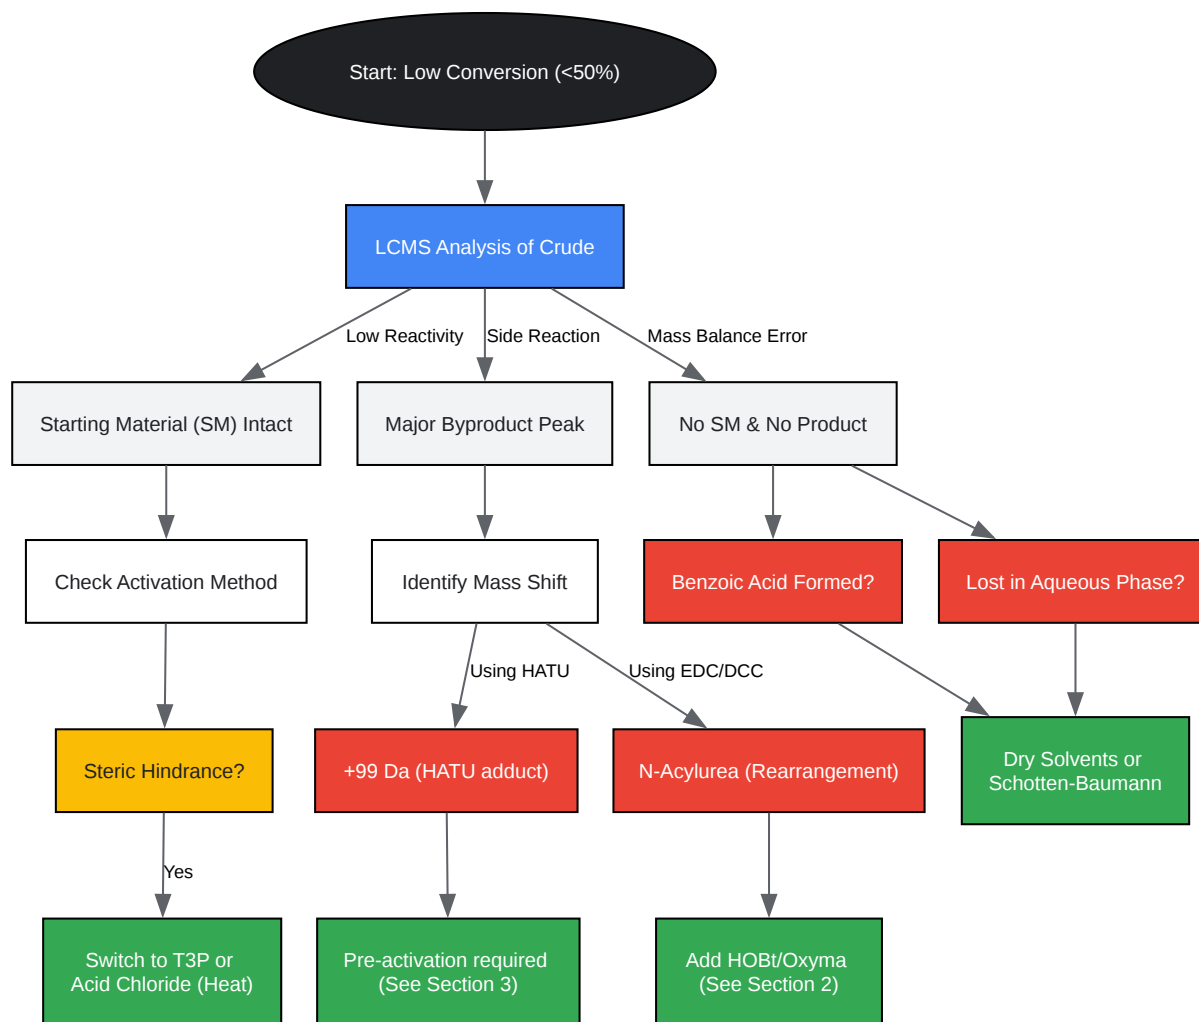 Start: Low Conversion (<50%)
LCMS Analysis of Crude
Low Reactivity
Side Reaction
Mass Balance Error
Starting Material (SM) Intact
Major Byproduct Peak
No SM & No Product
Check Activation Method
Identify Mass Shift
Benzoic Acid Formed?
Lost in Aqueous Phase?
Using HATU
Using EDC/DCC
Steric Hindrance?
+99 Da (HATU adduct)
N-Acylurea (Rearrangement)
Dry Solvents or
Schotten-Baumann
Yes
Switch to T3P or
Acid Chloride (Heat)
Pre-activation required
(See Section 3)
Add HOBt/Oxyma
(See Section 2)